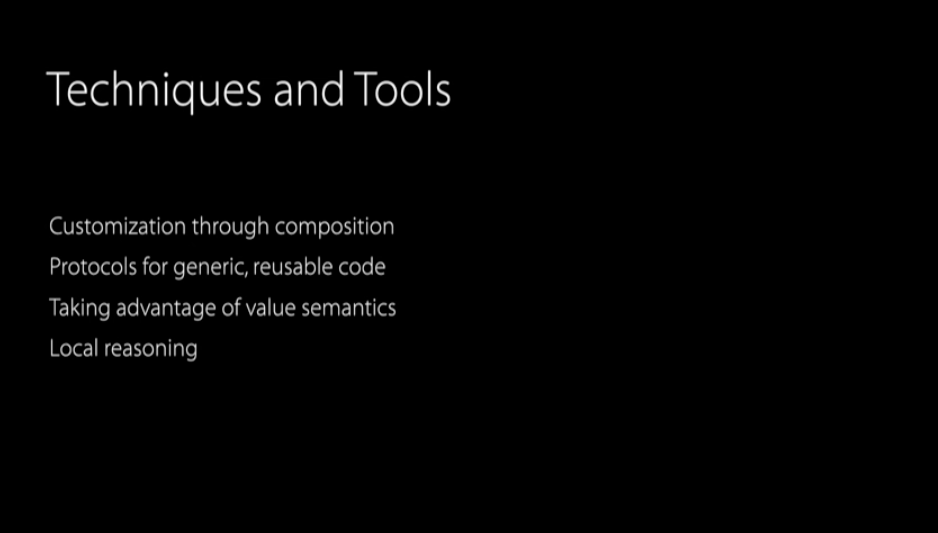 Techniques and Tools
Customization through composition
Protocols for generic, reusable code
Taking advantage of value semantics
Local reasoning